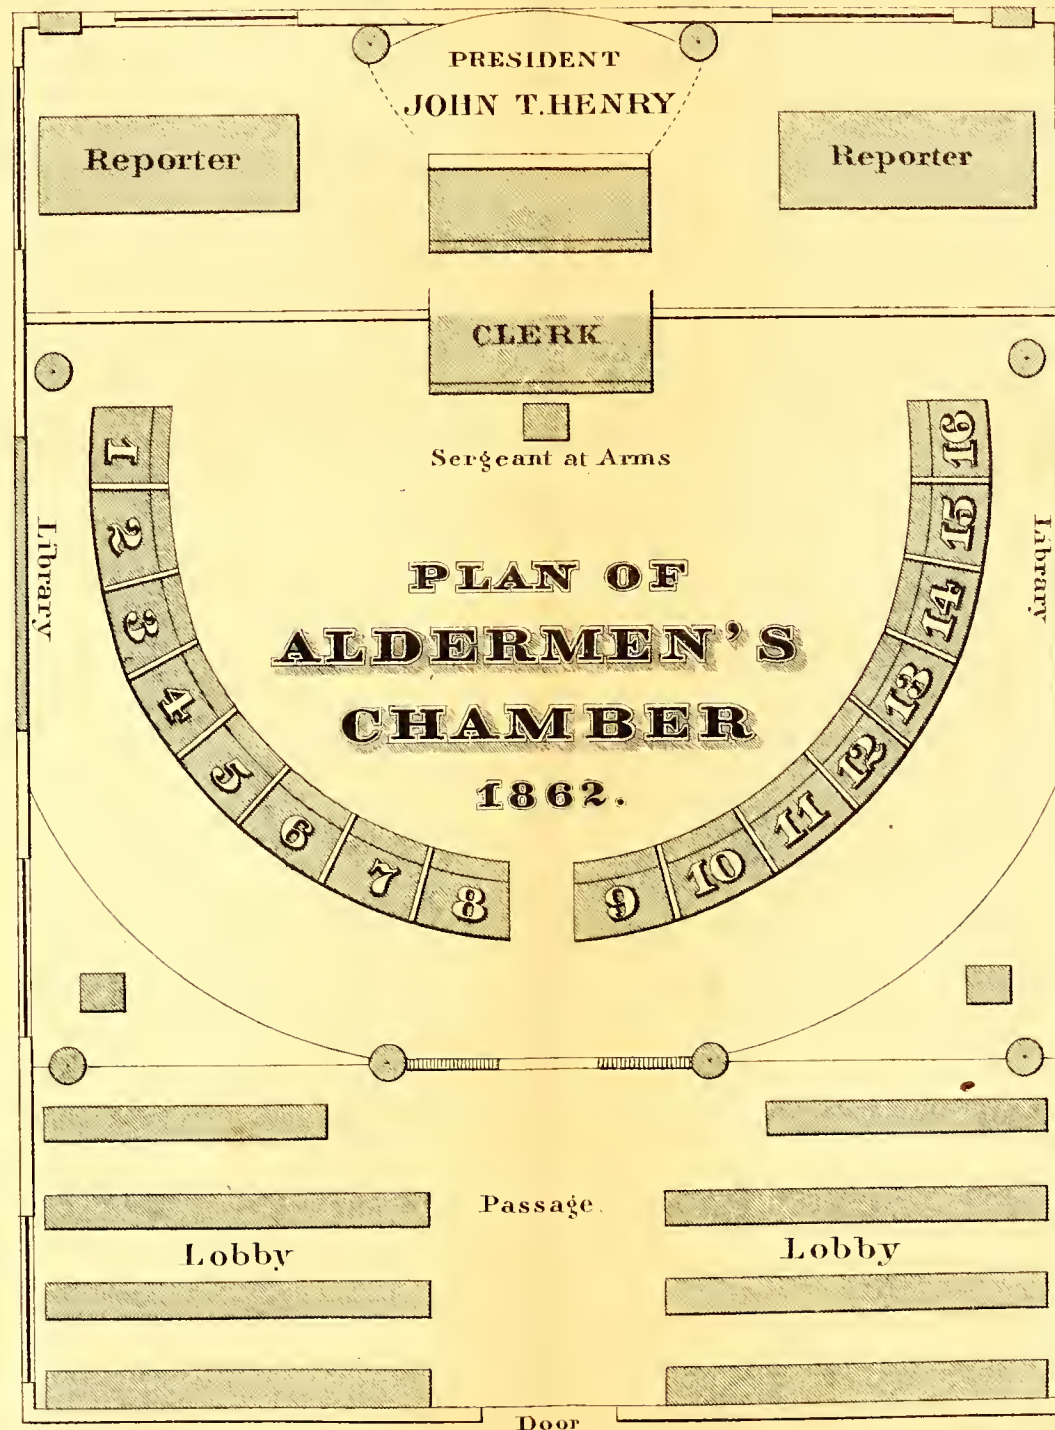 PRESIDENT
JOHN T. HENRY
Reporter
Reporter
CLERK
Sergeant at Arms
1
2
3
4
5
6
7
8
9
10
11
12
13
14
15
16
Library
Library
PLAN OF
ALDERMEN'S
CHAMBER
1862.
Passage.
Lobby
Lobby
Door